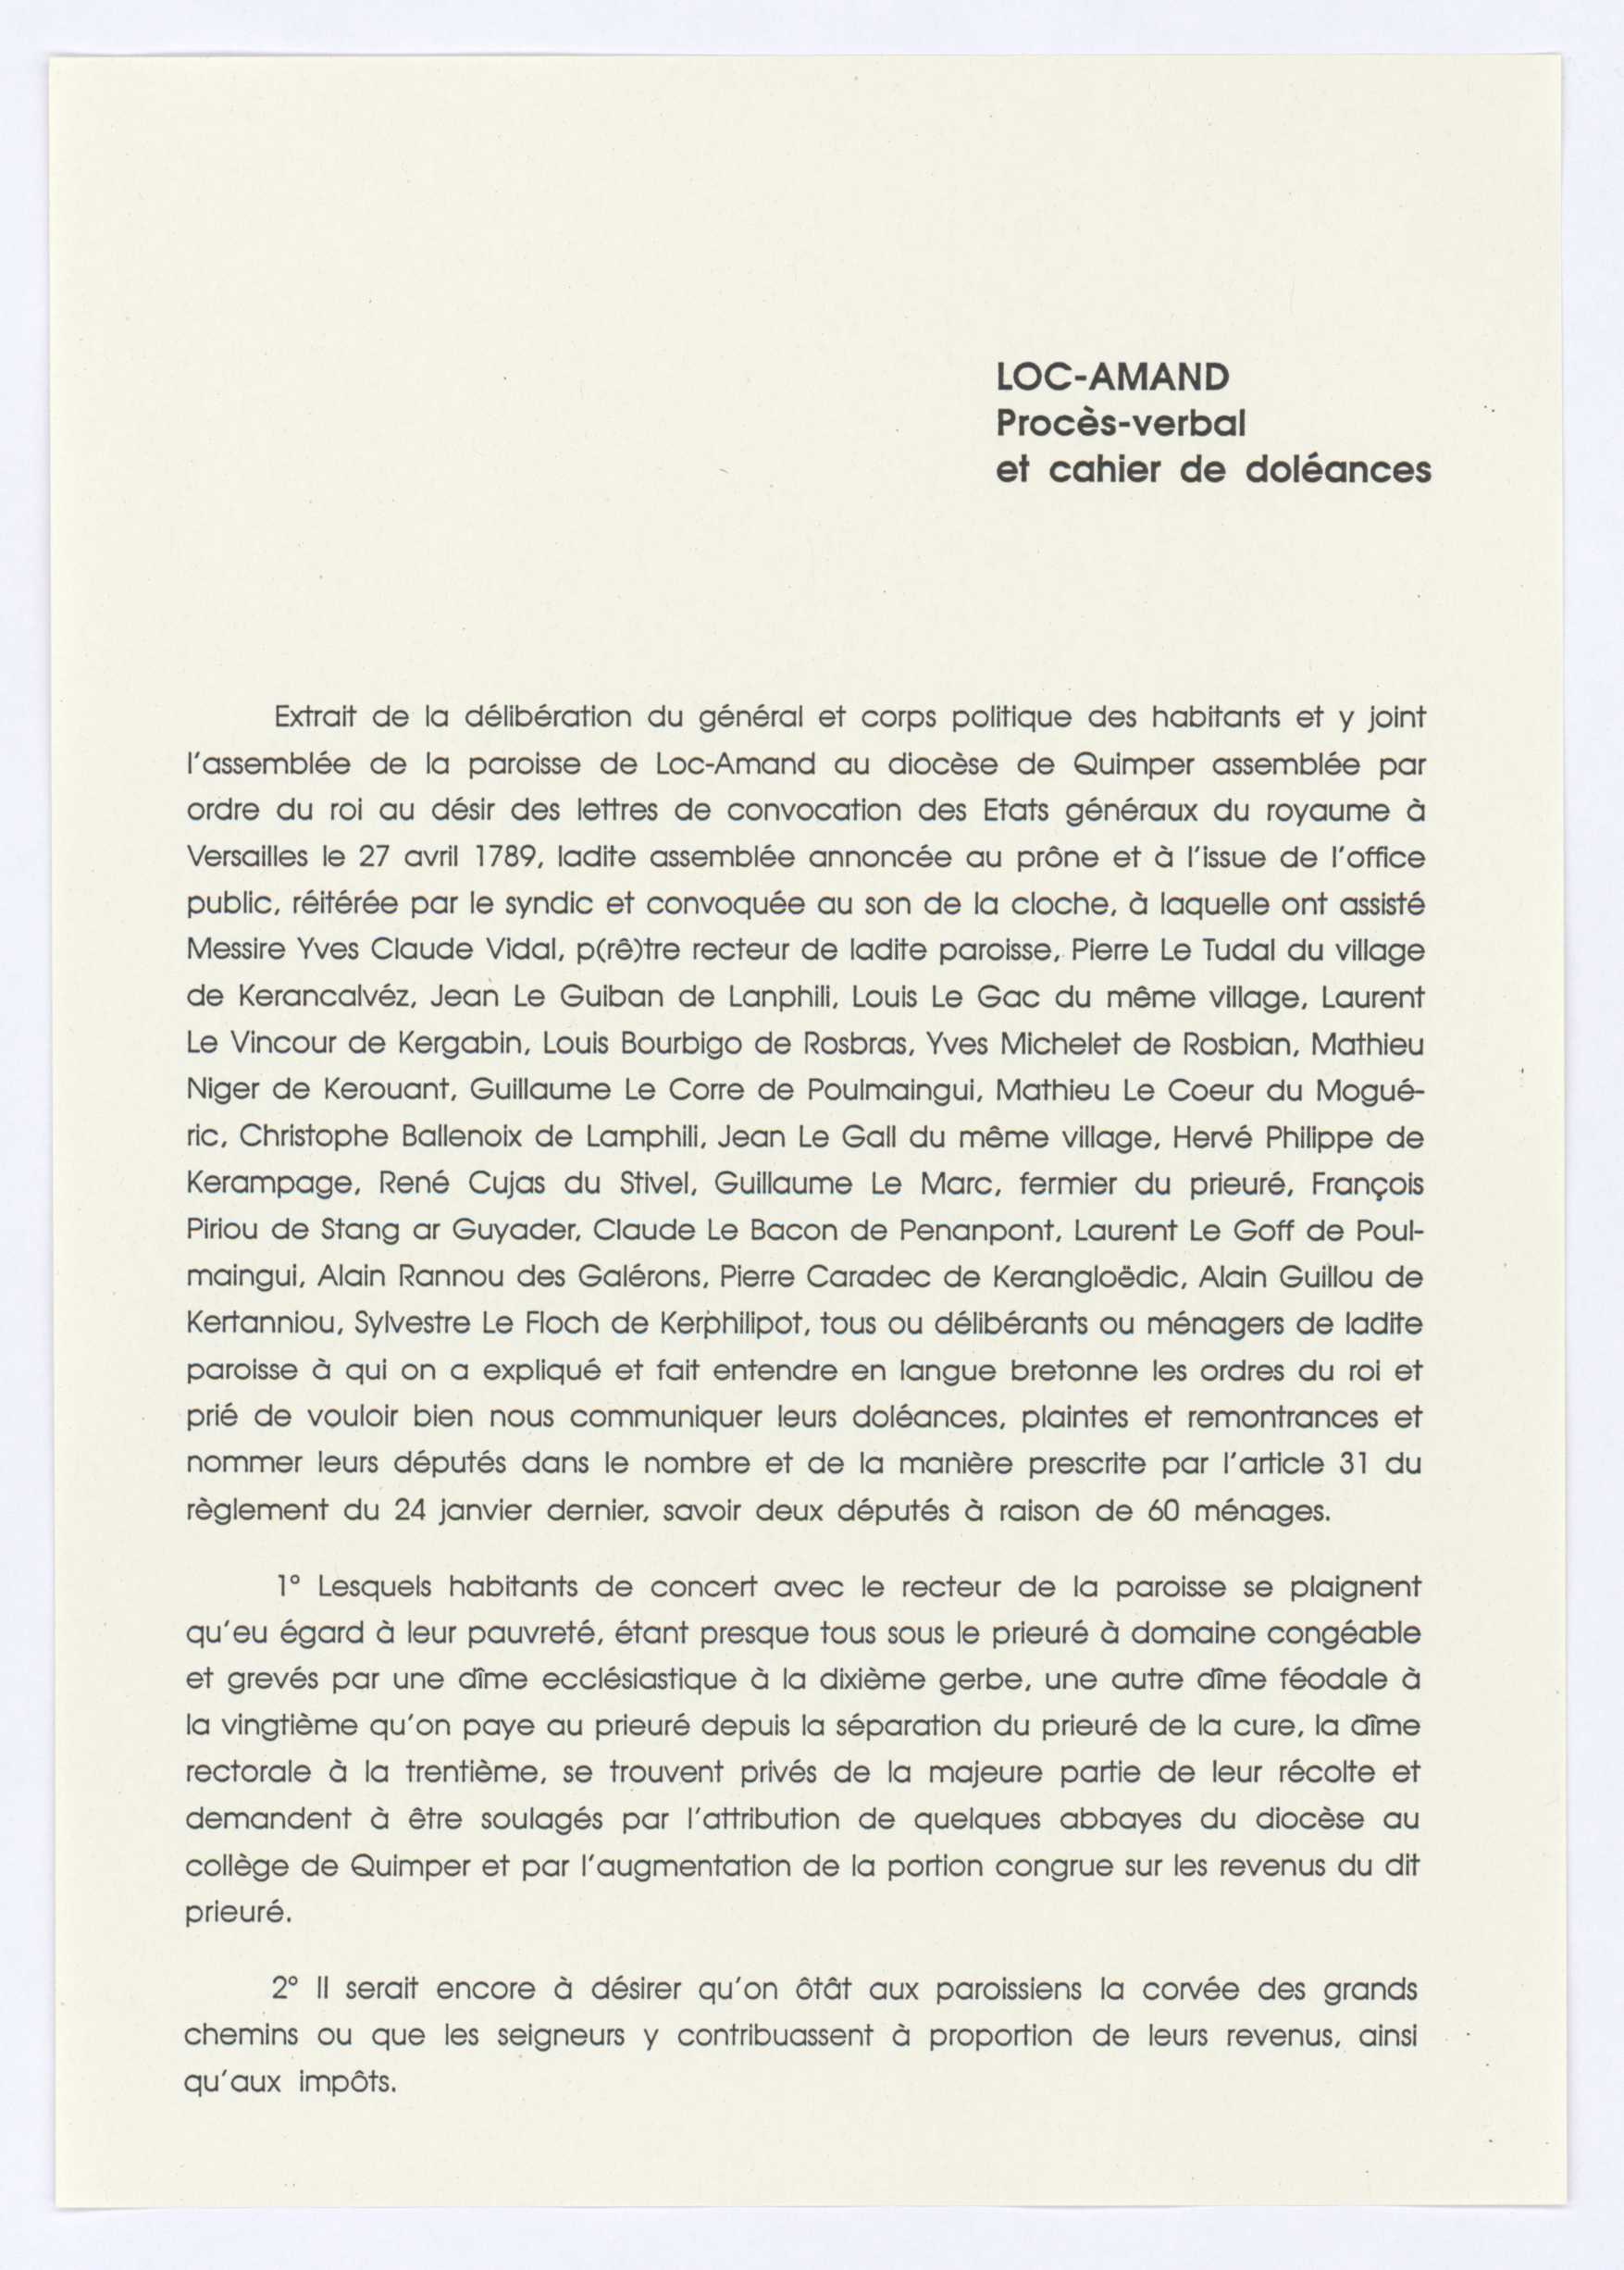 LOC-AMAND
Procès-verbal
et cahier de doléances
Extrait de la délibération du général et corps politique des habitants et y joint
l'assemblée de la paroisse de Loc-Amand au diocèse de Quimper assemblée par
ordre du roi au désir des lettres de convocation des Etats généraux du royaume à
Versailles le 27 avril 1789, ladite assemblée annoncée au prône et à l'issue de l'office
public, réitérée par le syndic et convoquée au son de la cloche, à laquelle ont assisté
Messire Yves Claude Vidal, p(rê)tre recteur de ladite paroisse, Pierre Le Tudal du village
de Kerancalvéz, Jean Le Guiban de Lanphili, Louis Le Gac du même village, Laurent
Le Vincour de Kergabin, Louis Bourbigo de Rosbras, Yves Michelet de Rosbian, Mathieu
Niger de Kerouant, Guillaume Le Corre de Poulmaingui, Mathieu Le Coeur du Mogué-
ric, Christophe Ballenoix de Lamphili, Jean Le Gall du même village, Hervé Philippe de
Kerampage, René Cujas du Stivel, Guillaume Le Marc, fermier du prieuré, François
Piriou de Stang ar Guyader, Claude Le Bacon de Penanpont, Laurent Le Goff de Poul-
maingui, Alain Rannou des Galérons, Pierre Caradec de Kerangloëdic, Alain Guillou de
Kertanniou, Sylvestre Le Floch de Kerphilipot, tous ou délibérants ou ménagers de ladite
paroisse à qui on a expliqué et fait entendre en langue bretonne les ordres du roi et
prié de vouloir bien nous communiquer leurs doléances, plaintes et remontrances et
nommer leurs députés dans le nombre et de la manière prescrite par l'article 31 du
règlement du 24 janvier dernier, savoir deux députés à raison de 60 ménages.
1° Lesquels habitants de concert avec le recteur de la paroisse se plaignent
qu'eu égard à leur pauvreté, étant presque tous sous le prieuré à domaine congéable
et grevés par une dîme ecclésiastique à la dixième gerbe, une autre dîme féodale à
la vingtième qu'on paye au prieuré depuis la séparation du prieuré de la cure, la dîme
rectorale à la trentième, se trouvent privés de la majeure partie de leur récolte et
demandent à être soulagés par l'attribution de quelques abbayes du diocèse au
collège de Quimper et par l'augmentation de la portion congrue sur les revenus du dit
prieuré.
2° Il serait encore à désirer qu'on ôtât aux paroissiens la corvée des grands
chemins ou que les seigneurs y contribuassent à proportion de leurs revenus, ainsi
qu'aux impôts.